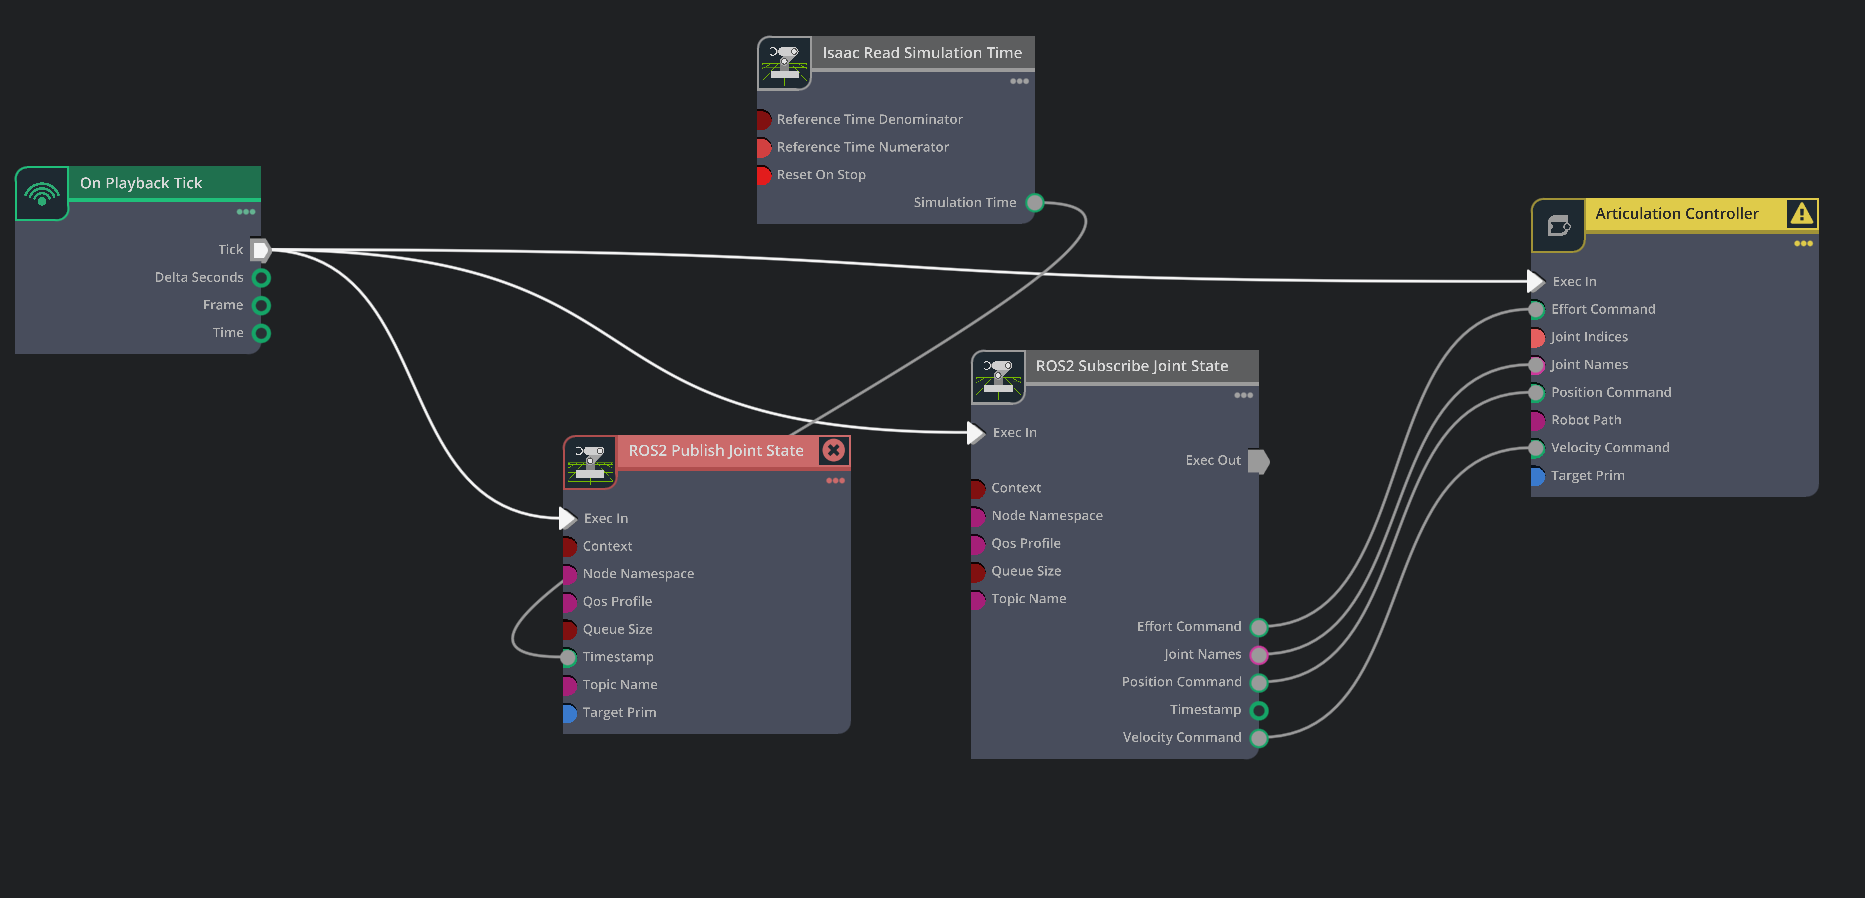 On Playback Tick
Tick
Delta Seconds
Frame
Time
Isaac Read Simulation Time
Reference Time Denominator
Reference Time Numerator
Reset On Stop
Simulation Time
ROS2 Publish Joint State
Exec In
Context
Node Namespace
Qos Profile
Queue Size
Timestamp
Topic Name
Target Prim
ROS2 Subscribe Joint State
Exec In
Exec Out
Context
Node Namespace
Qos Profile
Queue Size
Topic Name
Effort Command
Joint Names
Position Command
Timestamp
Velocity Command
Articulation Controller
Exec In
Effort Command
Joint Indices
Joint Names
Position Command
Robot Path
Velocity Command
Target Prim